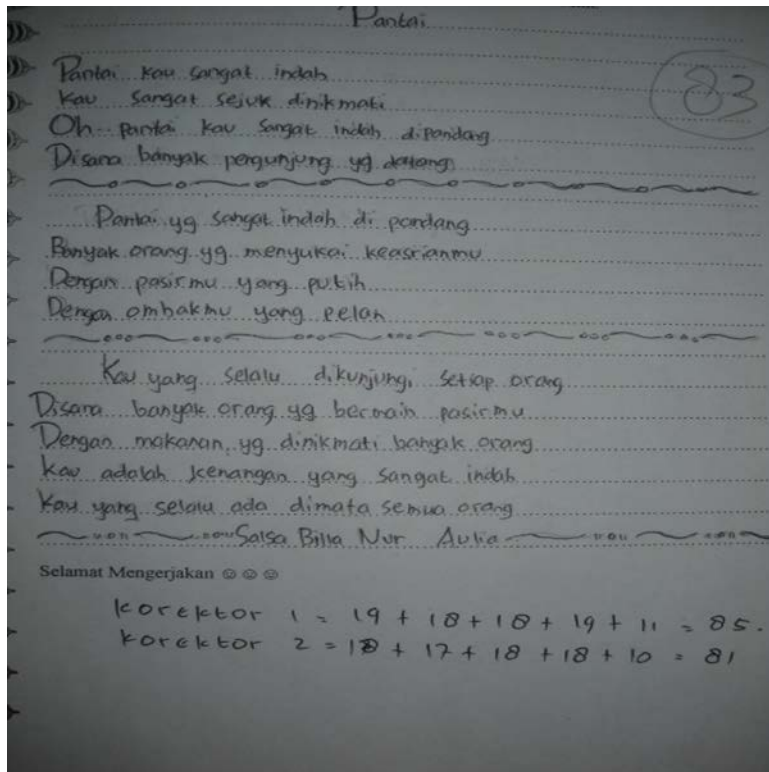 Pantai
83
Pantai kau sangat indah
Kau sangat sejuk dinikmati
Oh pantai kau sangat indah dipandang
Disana banyak pengunjung yg datang
Pantai yg sangat indah di pandang
Banyak orang yg menyukai keasrianmu
Dengan pasirmu yang putih
Dengan ombakmu yang pelan
Kau yang selalu dikunjungi setiap orang
Disana banyak orang yg bermain pasirmu
Dengan makanan yg dinikmati banyak orang
Kau adalah kenangan yang sangat indah
Kau yang selalu ada dimata semua orang
Salsa Billa Nur Aulia
Selamat Mengerjakan ☺ ☺ ☺
korektor 1 = 19 + 18 + 18 + 19 + 11 = 85.
korektor 2 = 18 + 17 + 18 + 18 + 10 = 81